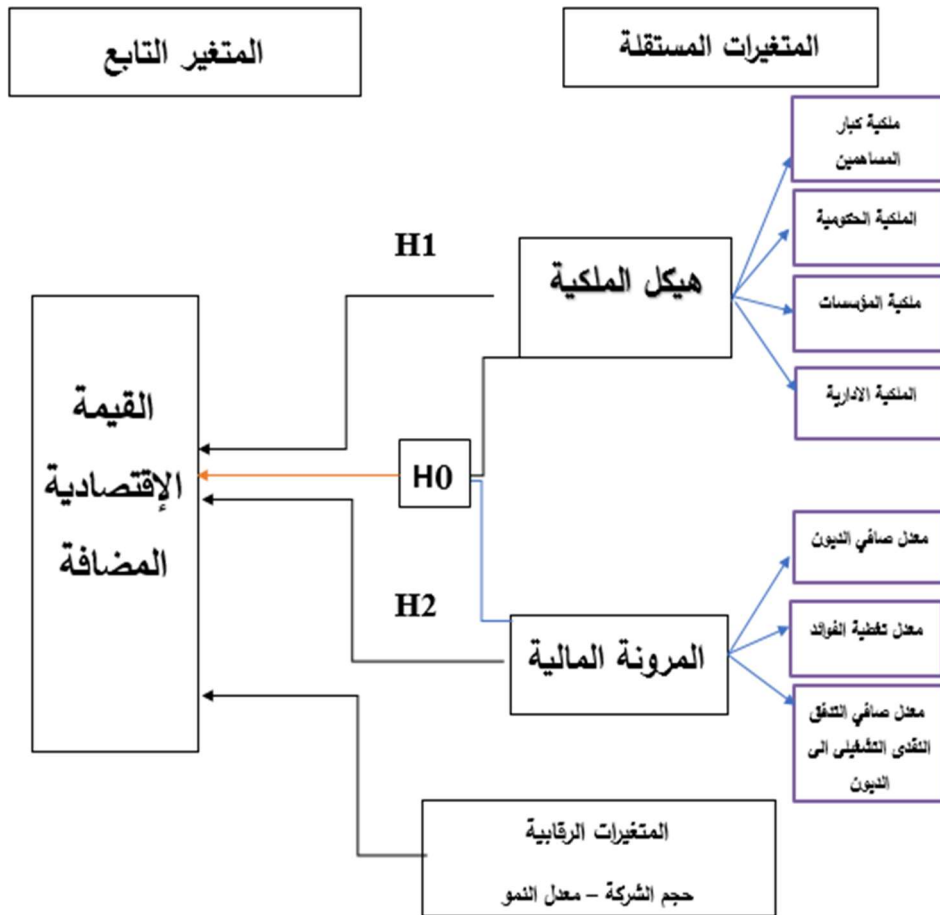 المتغيرات المستقلة
المتغير التابع
ملكية كبار
المساهمين
الملكية الحكومية
ملكية المؤسسات
الملكية الادارية
هيكل الملكية
H1
H0
القيمة
الإقتصادية
المضافة
H2
معدل صافي الديون
معدل تغطية الفوائد
معدل صافي التدفق
النقدى التشغيلى الى
الديون
المرونة المالية
المتغيرات الرقابية
حجم الشركة – معدل النمو